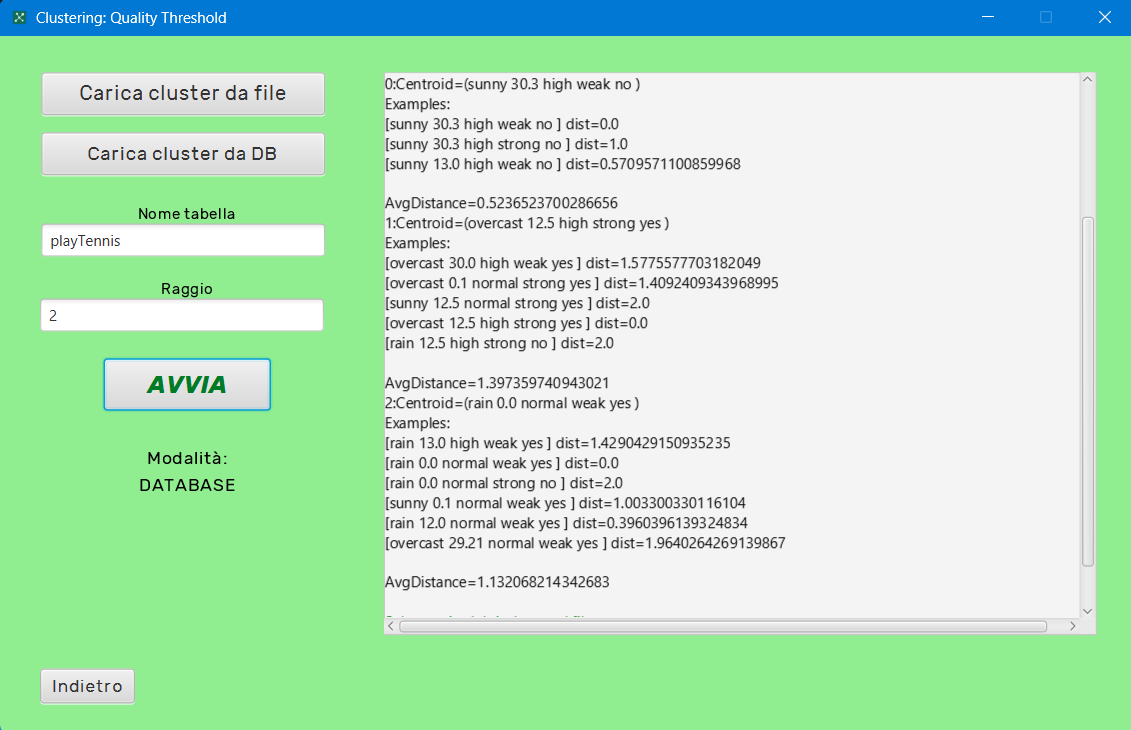 Clustering: Quality Threshold
Carica cluster da file
Carica cluster da DB
Nome tabella
playTennis
Raggio
2
AVVIA
Modalità:
DATABASE
Indietro
0:Centroid=(sunny 30.3 high weak no )
Examples:
[sunny 30.3 high weak no ] dist=0.0
[sunny 30.3 high strong no ] dist=1.0
[sunny 13.0 high weak no ] dist=0.5709571100859968
AvgDistance=0.5236523700286656
1:Centroid=(overcast 12.5 high strong yes )
Examples:
[overcast 30.0 high weak yes ] dist=1.5775577703182049
[overcast 0.1 normal strong yes ] dist=1.4092409343968995
[sunny 12.5 normal strong yes ] dist=2.0
[overcast 12.5 high strong yes ] dist=0.0
[rain 12.5 high strong no ] dist=2.0
AvgDistance=1.397359740943021
2:Centroid=(rain 0.0 normal weak yes )
Examples:
[rain 13.0 high weak yes ] dist=1.4290429150935235
[rain 0.0 normal weak yes ] dist=0.0
[rain 0.0 normal strong no ] dist=2.0
[sunny 0.1 normal weak yes ] dist=1.003300330116104
[rain 12.0 normal weak yes ] dist=0.3960396139324834
[overcast 29.21 normal weak yes ] dist=1.9640264269139867
AvgDistance=1.132068214342683